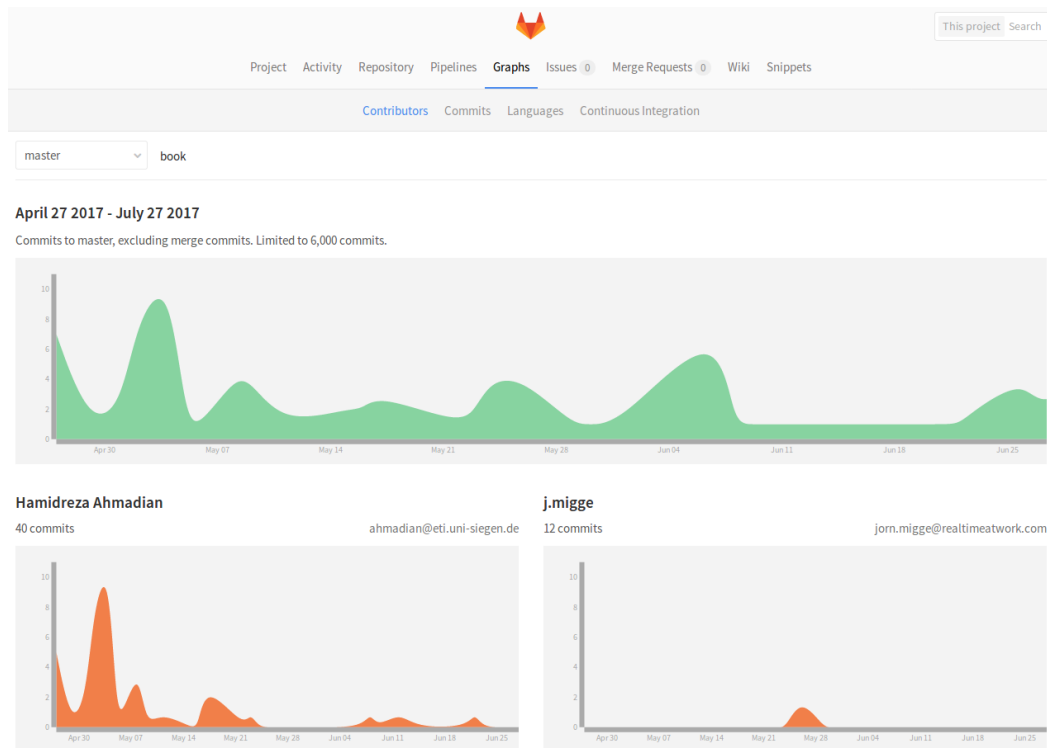 This project Search
Project Activity Repository Pipelines Graphs Issues 0 Merge Requests 0 Wiki Snippets
Contributors Commits Languages Continuous Integration
master book
April 27 2017 - July 27 2017
Commits to master, excluding merge commits. Limited to 6,000 commits.
10
8
6
4
2
0
Apr 30 May 07 May 14 May 21 May 28 Jun 04 Jun 11 Jun 18 Jun 25
Hamidreza Ahmadian
40 commits ahmadian@eti.uni-siegen.de
10
8
6
4
2
0
Apr 30 May 07 May 14 May 21 May 28 Jun 04 Jun 11 Jun 18 Jun 25
j.migge
12 commits jorn.migge@realtimeatwork.com
10
8
6
4
2
0
Apr 30 May 07 May 14 May 21 May 28 Jun 04 Jun 11 Jun 18 Jun 25